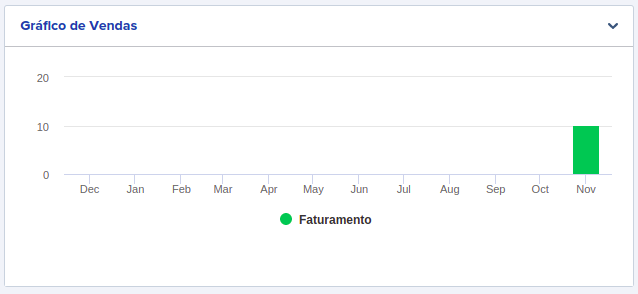 Gráfico de Vendas
20
10
0
Dec Jan Feb Mar Apr May Jun Jul Aug Sep Oct Nov
Faturamento